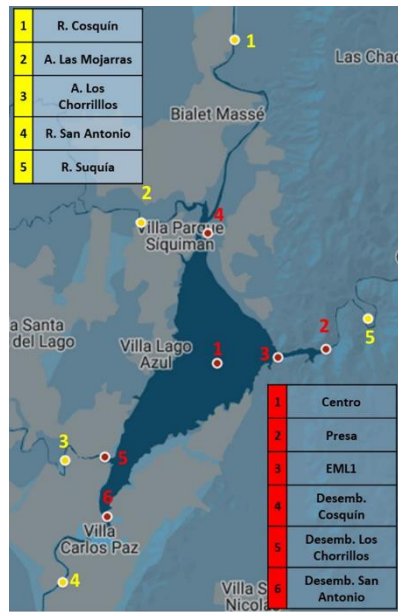 1 R. Cosquín
2 A. Las Mojarras
3 A. Los
Chorrilllos
4 R. San Antonio
5 R. Suquía
1
Las Chac
Bialet Massé
2
4
Villa Parque
Siquiman
a Santa
del Lago
Villa Lago
Azul
1
3
2
5
3
5
6
Villa
Carlos Paz
4
Villa S
Nicolá
1 Centro
2 Presa
3 EML1
4 Desemb.
Cosquín
5 Desemb. Los
Chorrillos
6 Desemb. San
Antonio